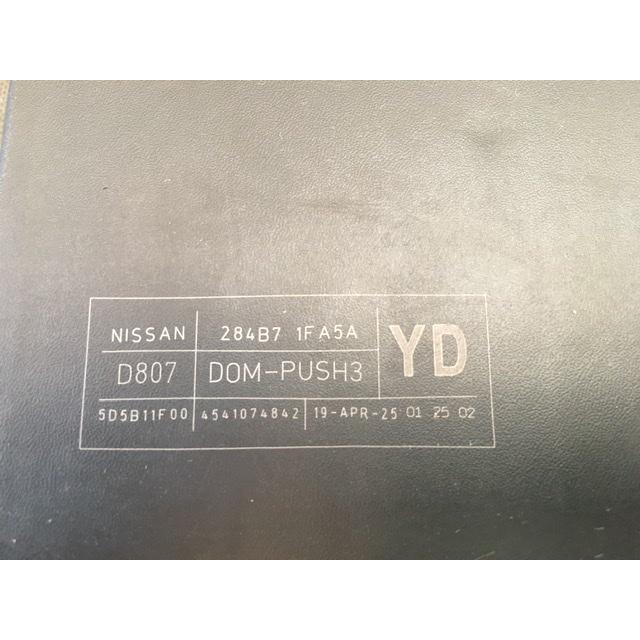 NISSAN 284B7 1FA5A YD
D807 DOM-PUSH3
5D5B11F00 4541074842 19-APR-25 01 25 02